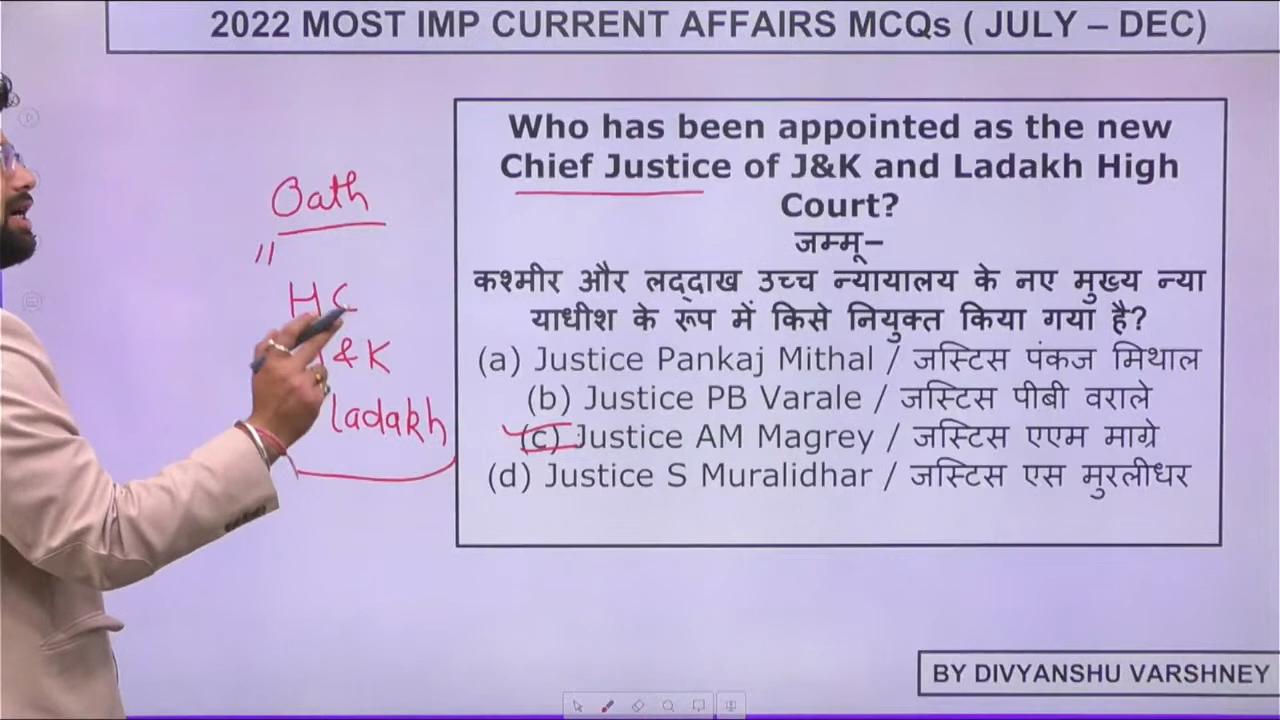 2022 MOST IMP CURRENT AFFAIRS MCQs ( JULY – DEC)
Who has been appointed as the new
Chief Justice of J&K and Ladakh High
Court?
जम्मू–
कश्मीर और लद्दाख उच्च न्यायालय के नए मुख्य न्या
याधीश के रूप में किसे नियुक्त किया गया है?
(a) Justice Pankaj Mithal / जस्टिस पंकज मिथाल
(b) Justice PB Varale / जस्टिस पीबी वराले
(c) Justice AM Magrey / जस्टिस एएम माग्रे
(d) Justice S Muralidhar / जस्टिस एस मुरलीधर
Oath
"
HC
& K
ladakh
BY DIVYANSHU VARSHNEY